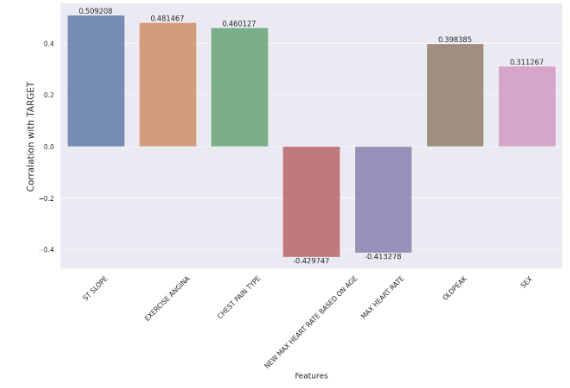 0.509208
0.481467
0.460127
0.398385
0.311267
-0.429747
-0.413278
0.4
0.2
0.0
−0.2
−0.4
Corralation with TARGET
ST SLOPE
EXERCISE ANGINA
CHEST PAIN TYPE
NEW MAX HEART RATE BASED ON AGE
MAX HEART RATE
OLDPEAK
SEX
Features